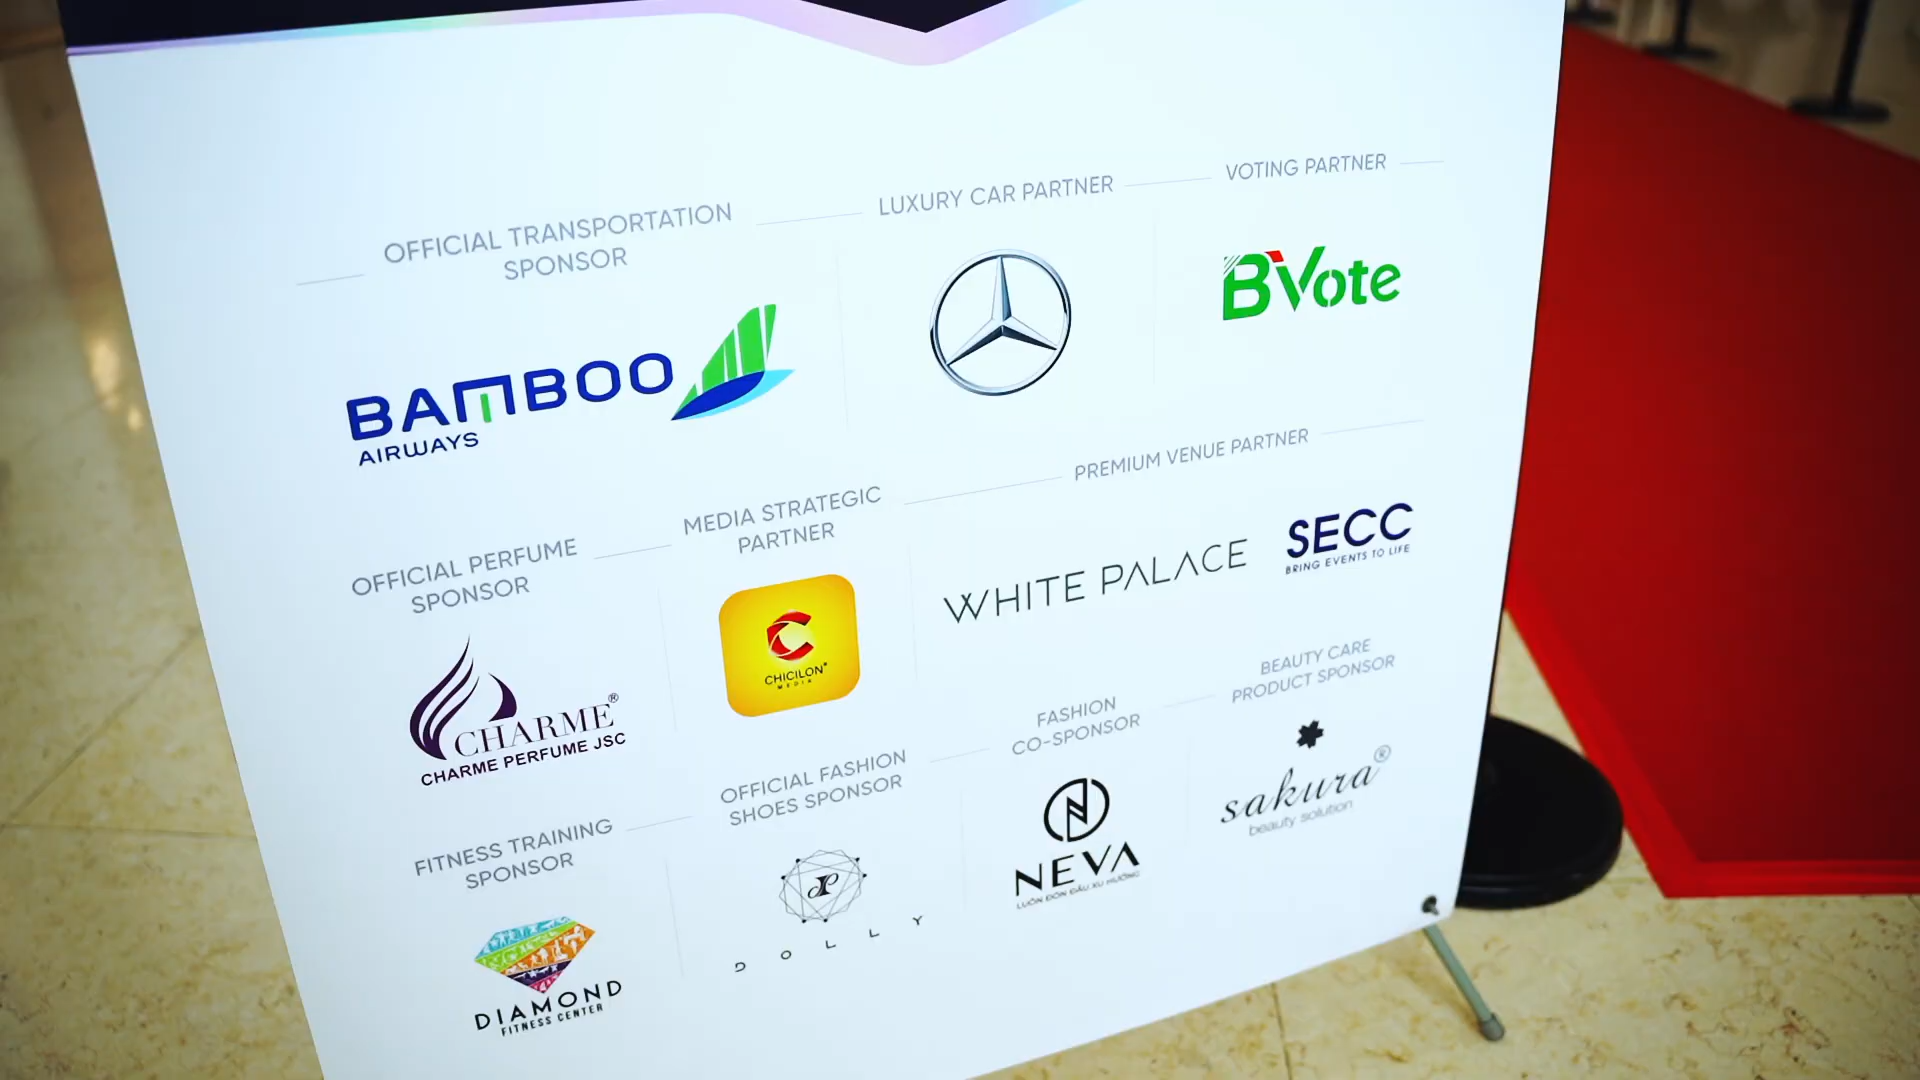 OFFICIAL TRANSPORTATION
SPONSOR
BAMBOO
AIRWAYS
LUXURY CAR PARTNER
VOTING PARTNER
BVote
OFFICIAL PERFUME
SPONSOR
CHARME®
CHARME PERFUME JSC
MEDIA STRATEGIC
PARTNER
C
CHICILON®
MEDIA
PREMIUM VENUE PARTNER
WHITE PALACE
SECC
BRING EVENTS TO LIFE
FITNESS TRAINING
SPONSOR
DIAMOND
FITNESS CENTER
OFFICIAL FASHION
SHOES SPONSOR
DOLLY
FASHION
CO-SPONSOR
NEVA
LUÔN ĐÓN ĐẦU XU HƯỚNG
BEAUTY CARE
PRODUCT SPONSOR
sakura®
beauty solution